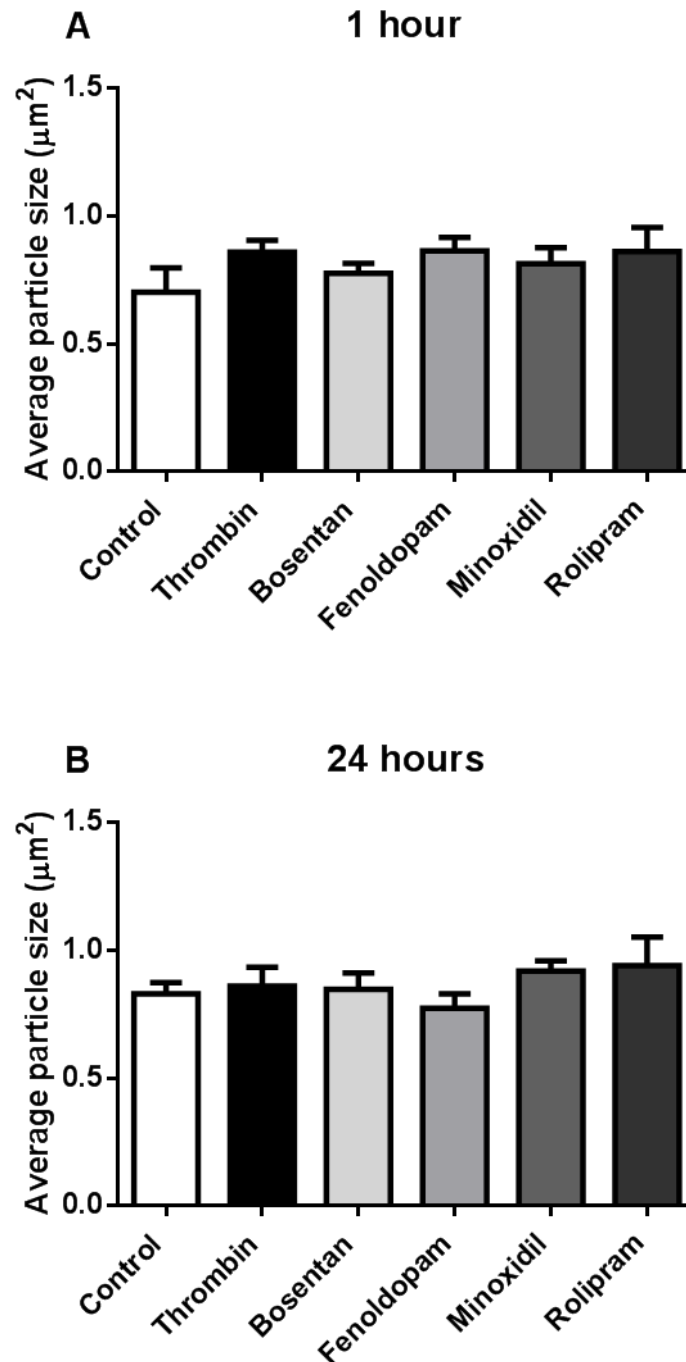 A
1 hour
Average particle size (μm²)
1.5
1.0
0.5
0.0
Control
Thrombin
Bosentan
Fenoldopam
Minoxidil
Rolipram
B
24 hours
Average particle size (μm²)
1.5
1.0
0.5
0.0
Control
Thrombin
Bosentan
Fenoldopam
Minoxidil
Rolipram